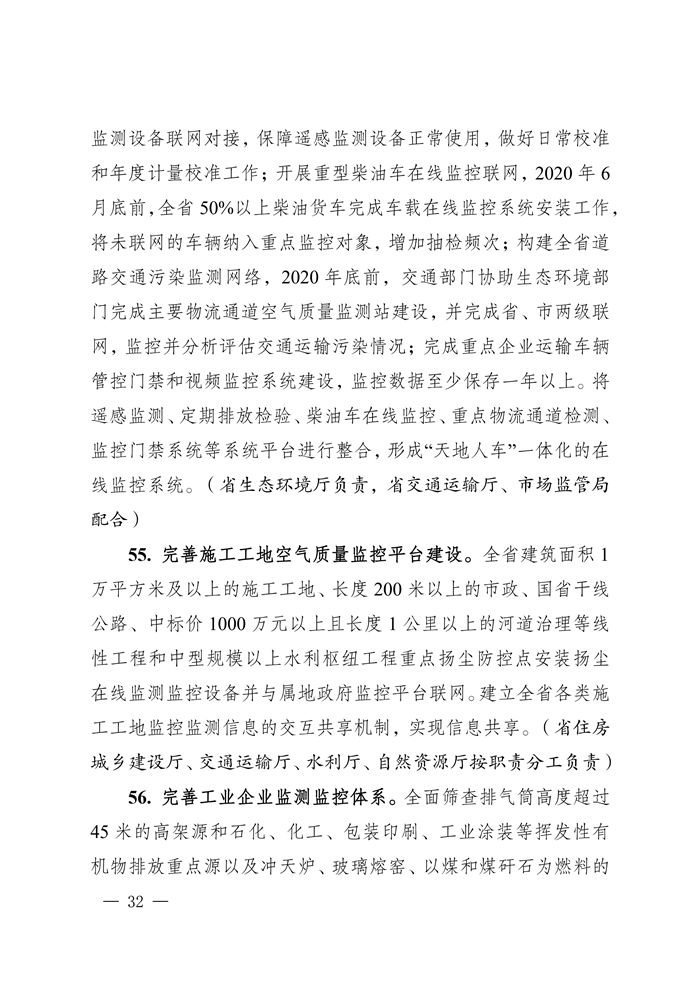 监测设备联网对接，保障遥感监测设备正常使用，做好日常校准
和年度计量校准工作；开展重型柴油车在线监控联网，2020 年 6
月底前，全省 50%以上柴油货车完成车载在线监控系统安装工作，
将未联网的车辆纳入重点监控对象，增加抽检频次；构建全省道
路交通污染监测网络，2020 年底前，交通部门协助生态环境部
门完成主要物流通道空气质量监测站建设，并完成省、市两级联
网，监控并分析评估交通运输污染情况；完成重点企业运输车辆
管控门禁和视频监控系统建设，监控数据至少保存一年以上。将
遥感监测、定期排放检验、柴油车在线监控、重点物流通道检测、
监控门禁系统等系统平台进行整合，形成“天地人车”一体化的在
线监控系统。（省生态环境厅负责，省交通运输厅、市场监管局
配合）
55. 完善施工工地空气质量监控平台建设。全省建筑面积 1
万平方米及以上的施工工地、长度 200 米以上的市政、国省干线
公路、中标价 1000 万元以上且长度 1 公里以上的河道治理等线
性工程和中型规模以上水利枢纽工程重点扬尘防控点安装扬尘
在线监测监控设备并与属地政府监控平台联网。建立全省各类施
工工地监控监测信息的交互共享机制，实现信息共享。（省住房
城乡建设厅、交通运输厅、水利厅、自然资源厅按职责分工负责）
56. 完善工业企业监测监控体系。全面筛查排气筒高度超过
45 米的高架源和石化、化工、包装印刷、工业涂装等挥发性有
机物排放重点源以及冲天炉、玻璃熔窑、以煤和煤矸石为燃料的
— 32 —